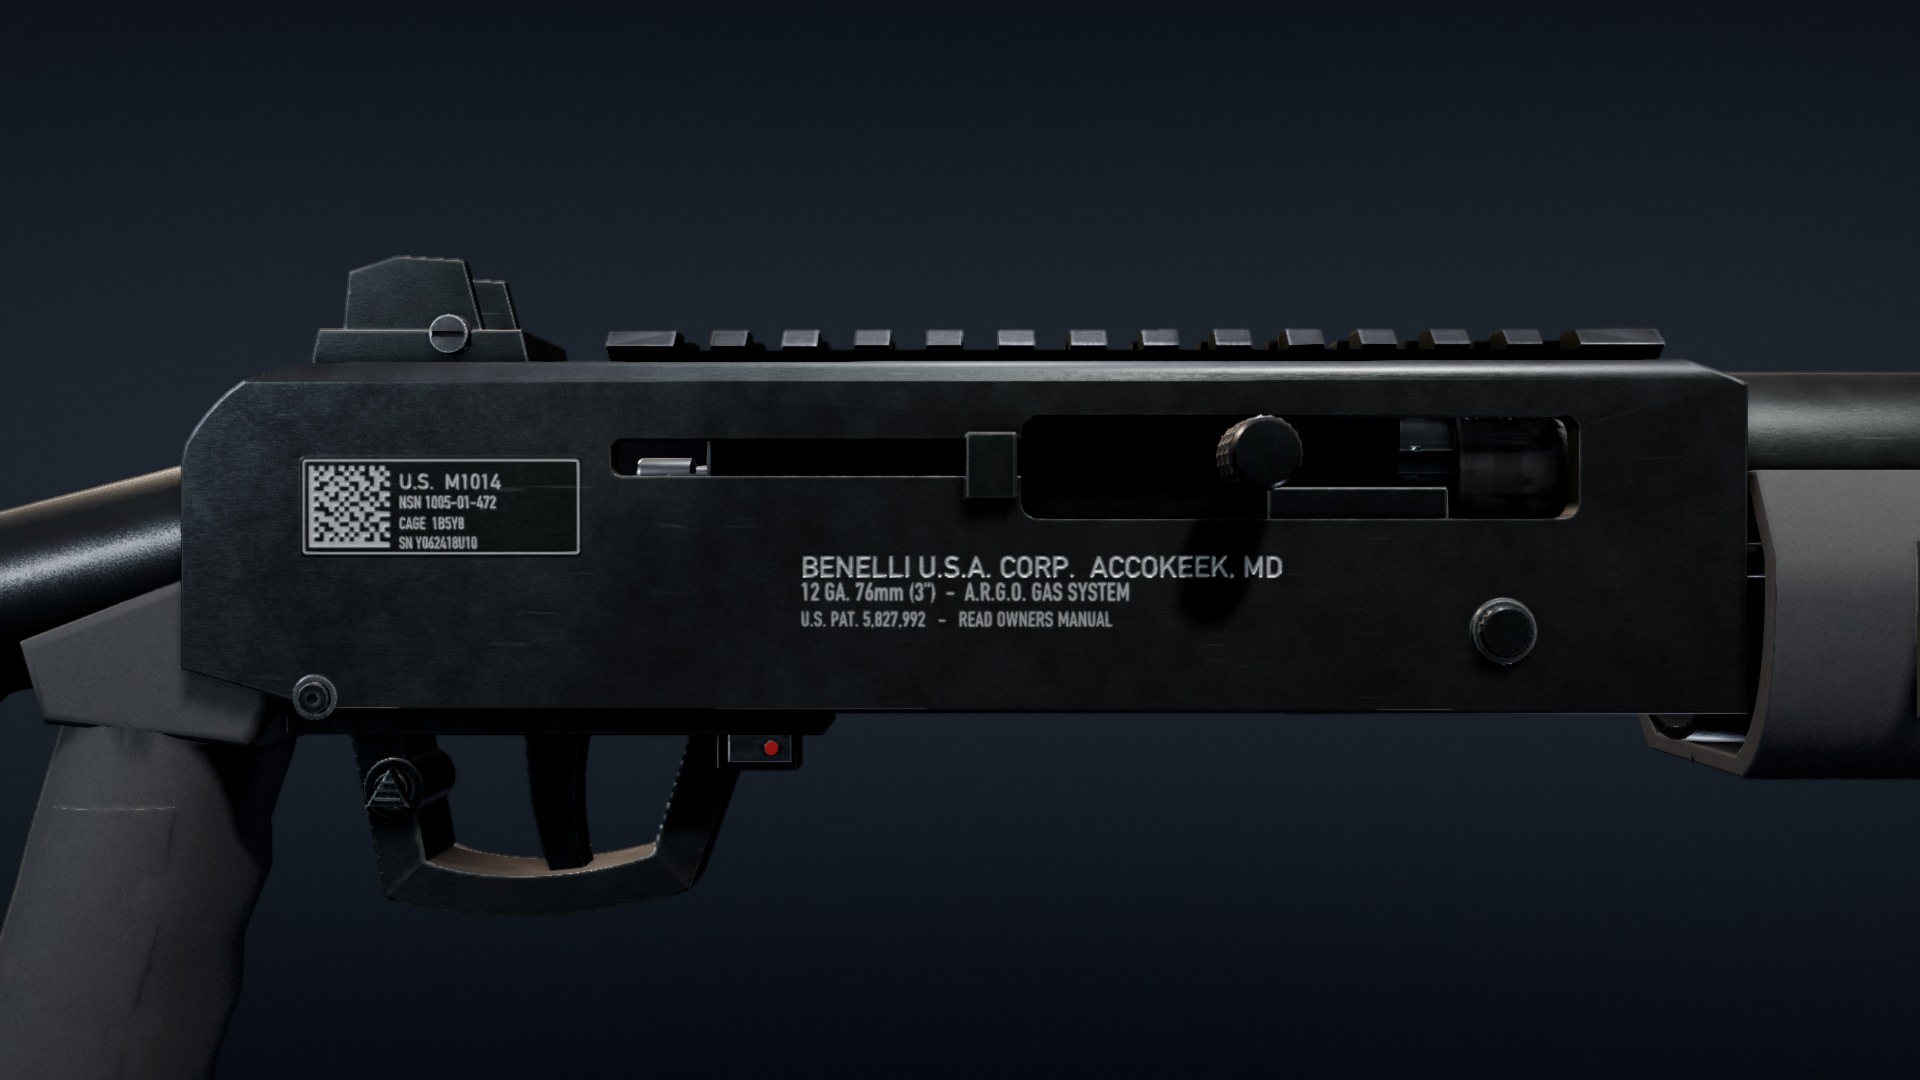 U.S. M1014
NSN 1005-01-472
CAGE 1B5Y8
SN Y062418U10
BENELLI U.S.A. CORP. ACCOKEEK, MD
12 GA. 76mm (3") - A.R.G.O. GAS SYSTEM
U.S. PAT. 5,827,992 - READ OWNERS MANUAL